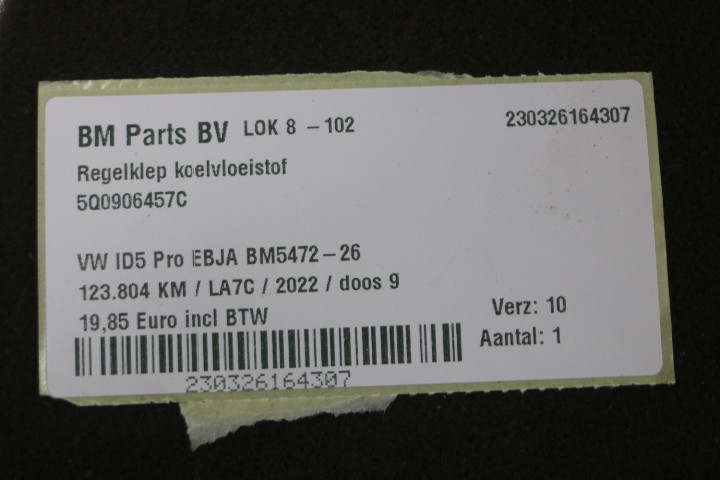 BM Parts BV LOK 8 - 102 230326164307
Regelklep koelvloeistof
5Q0906457C
VW ID5 Pro EBJA BM5472-26
123.804 KM / LA7C / 2022 / doos 9
19,85 Euro incl BTW
Verz: 10
Aantal: 1
230326164307